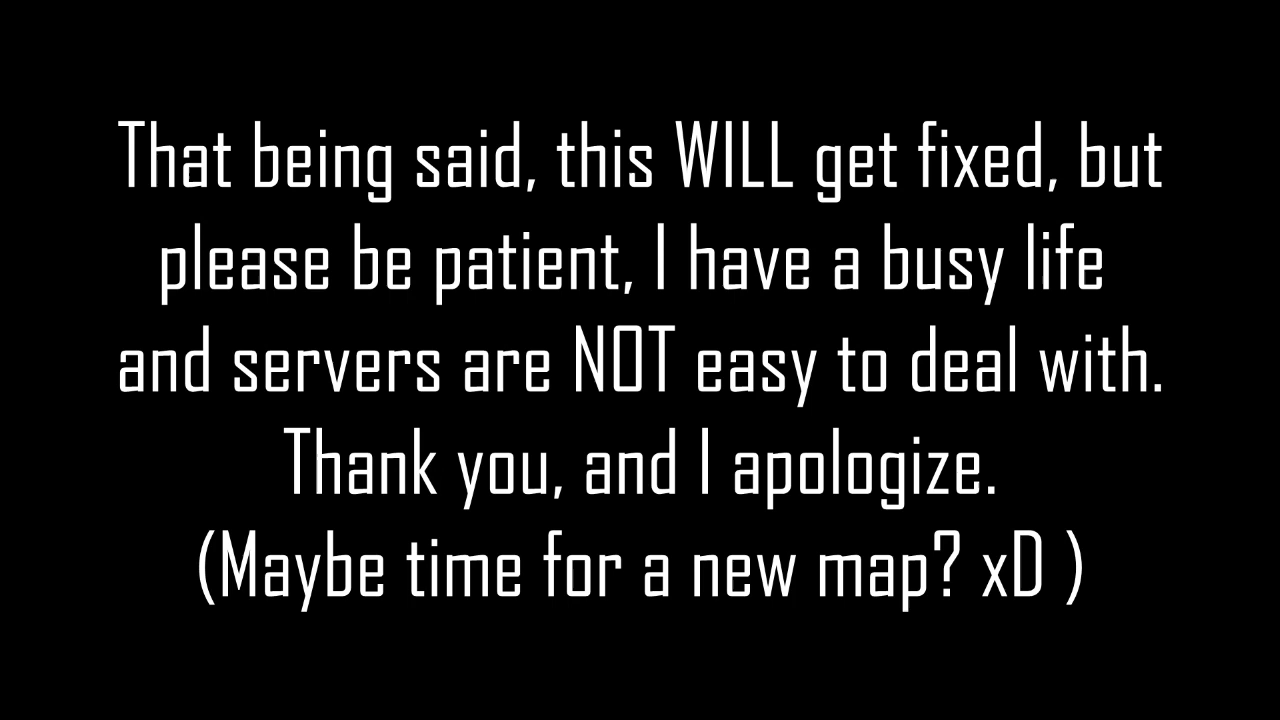 That being said, this WILL get fixed, but
please be patient, I have a busy life
and servers are NOT easy to deal with.
Thank you, and I apologize.
(Maybe time for a new map? xD )